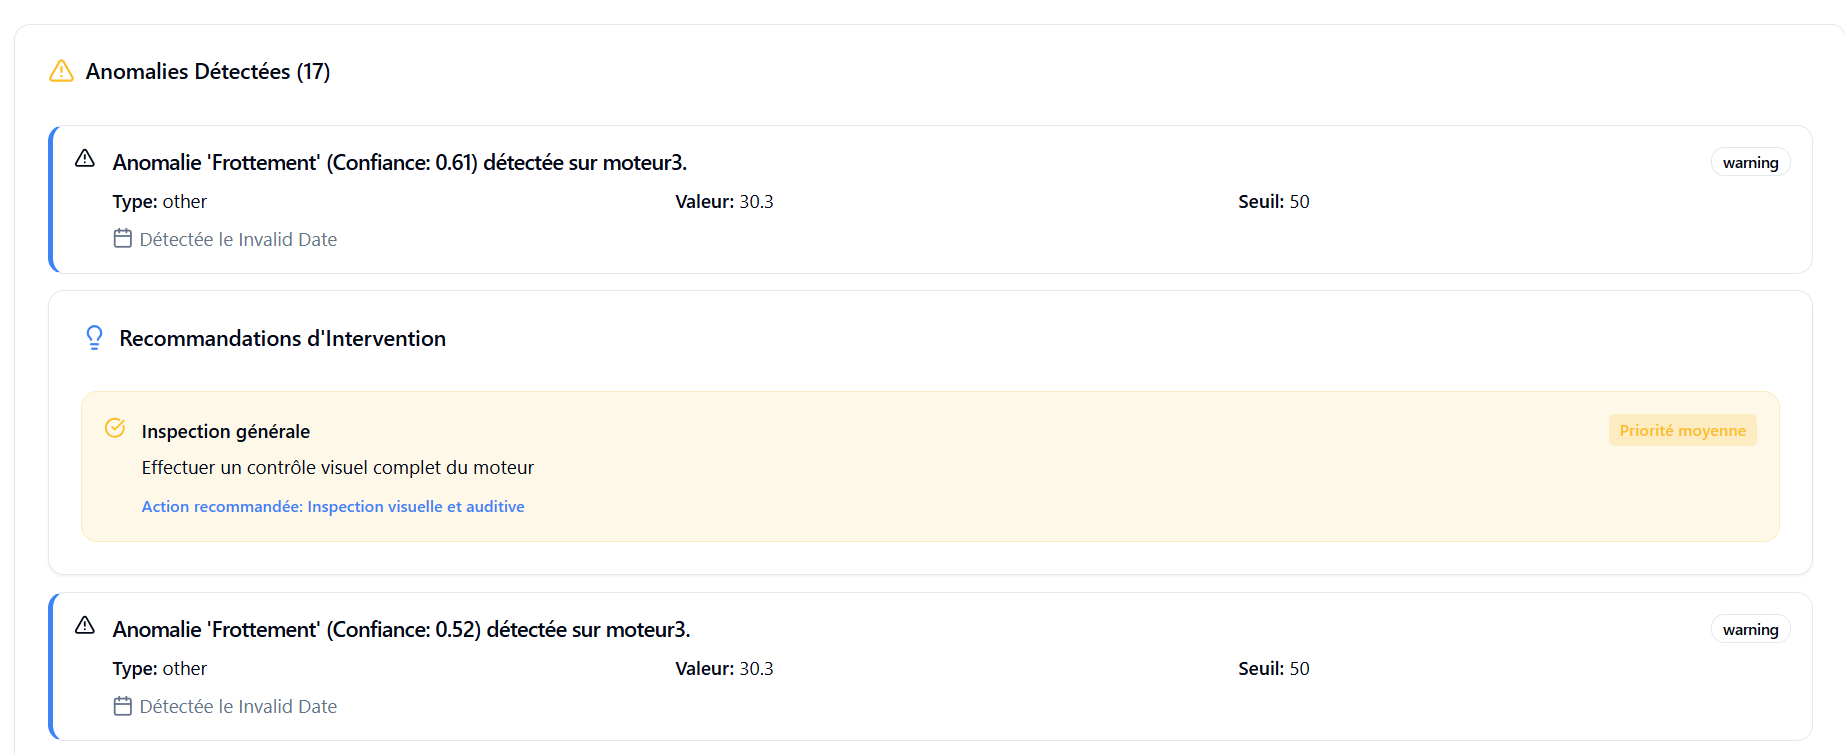 Anomalies Détectées (17)
Anomalie 'Frottement' (Confiance: 0.61) détectée sur moteur3.
warning
Type: other
Valeur: 30.3
Seuil: 50
Détectée le Invalid Date
Recommandations d'Intervention
Inspection générale
Priorité moyenne
Effectuer un contrôle visuel complet du moteur
Action recommandée: Inspection visuelle et auditive
Anomalie 'Frottement' (Confiance: 0.52) détectée sur moteur3.
warning
Type: other
Valeur: 30.3
Seuil: 50
Détectée le Invalid Date